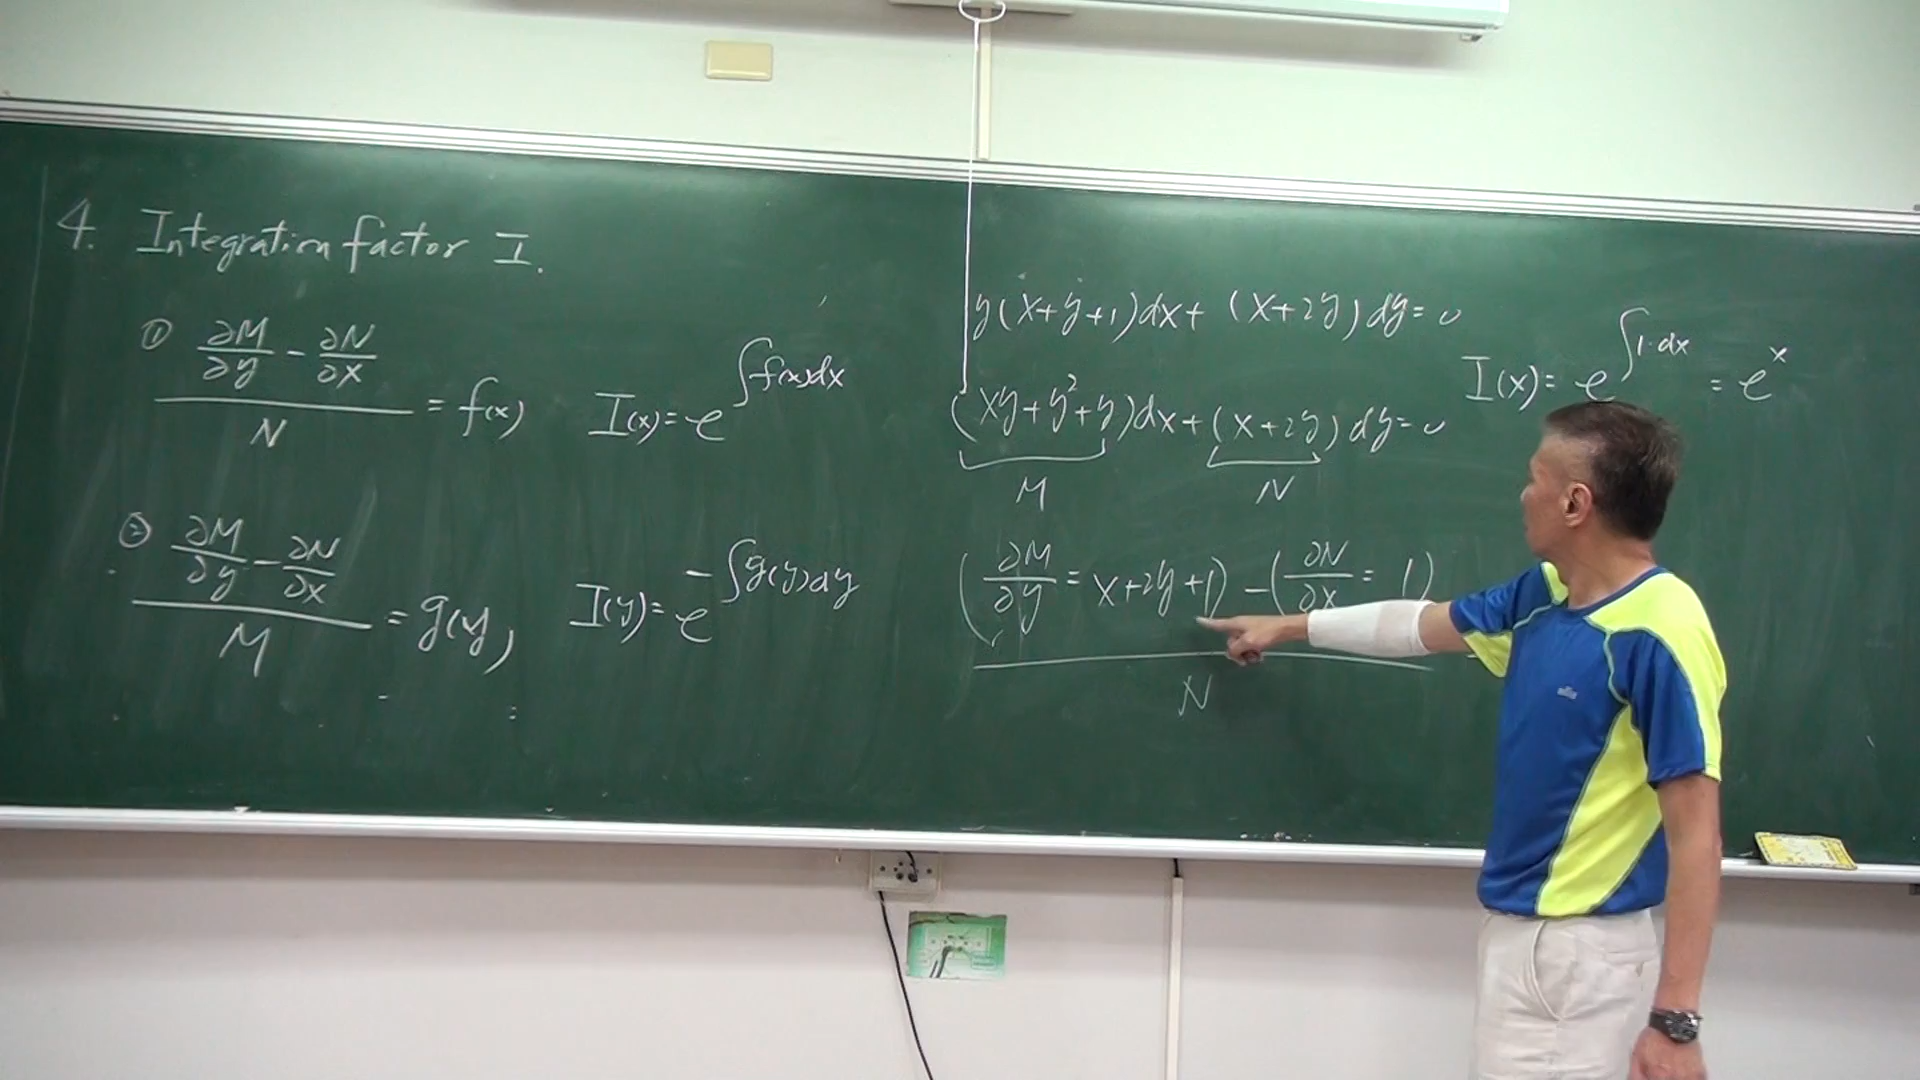 4. Integration factor I.
① (∂M/∂y - ∂N/∂x) / N = f(x)   I(x) = e^{∫f(x)dx}
② (∂M/∂y - ∂N/∂x) / M = g(y)   I(y) = e^{-∫g(y)dy}
y(x+y+1)dx + (x+2y)dy = 0
(xy+y²+y)dx + (x+2y)dy = 0
M   N
(∂M/∂y = x+2y+1) - (∂N/∂x = 1)
N
I(x) = e^{∫1·dx} = e^x